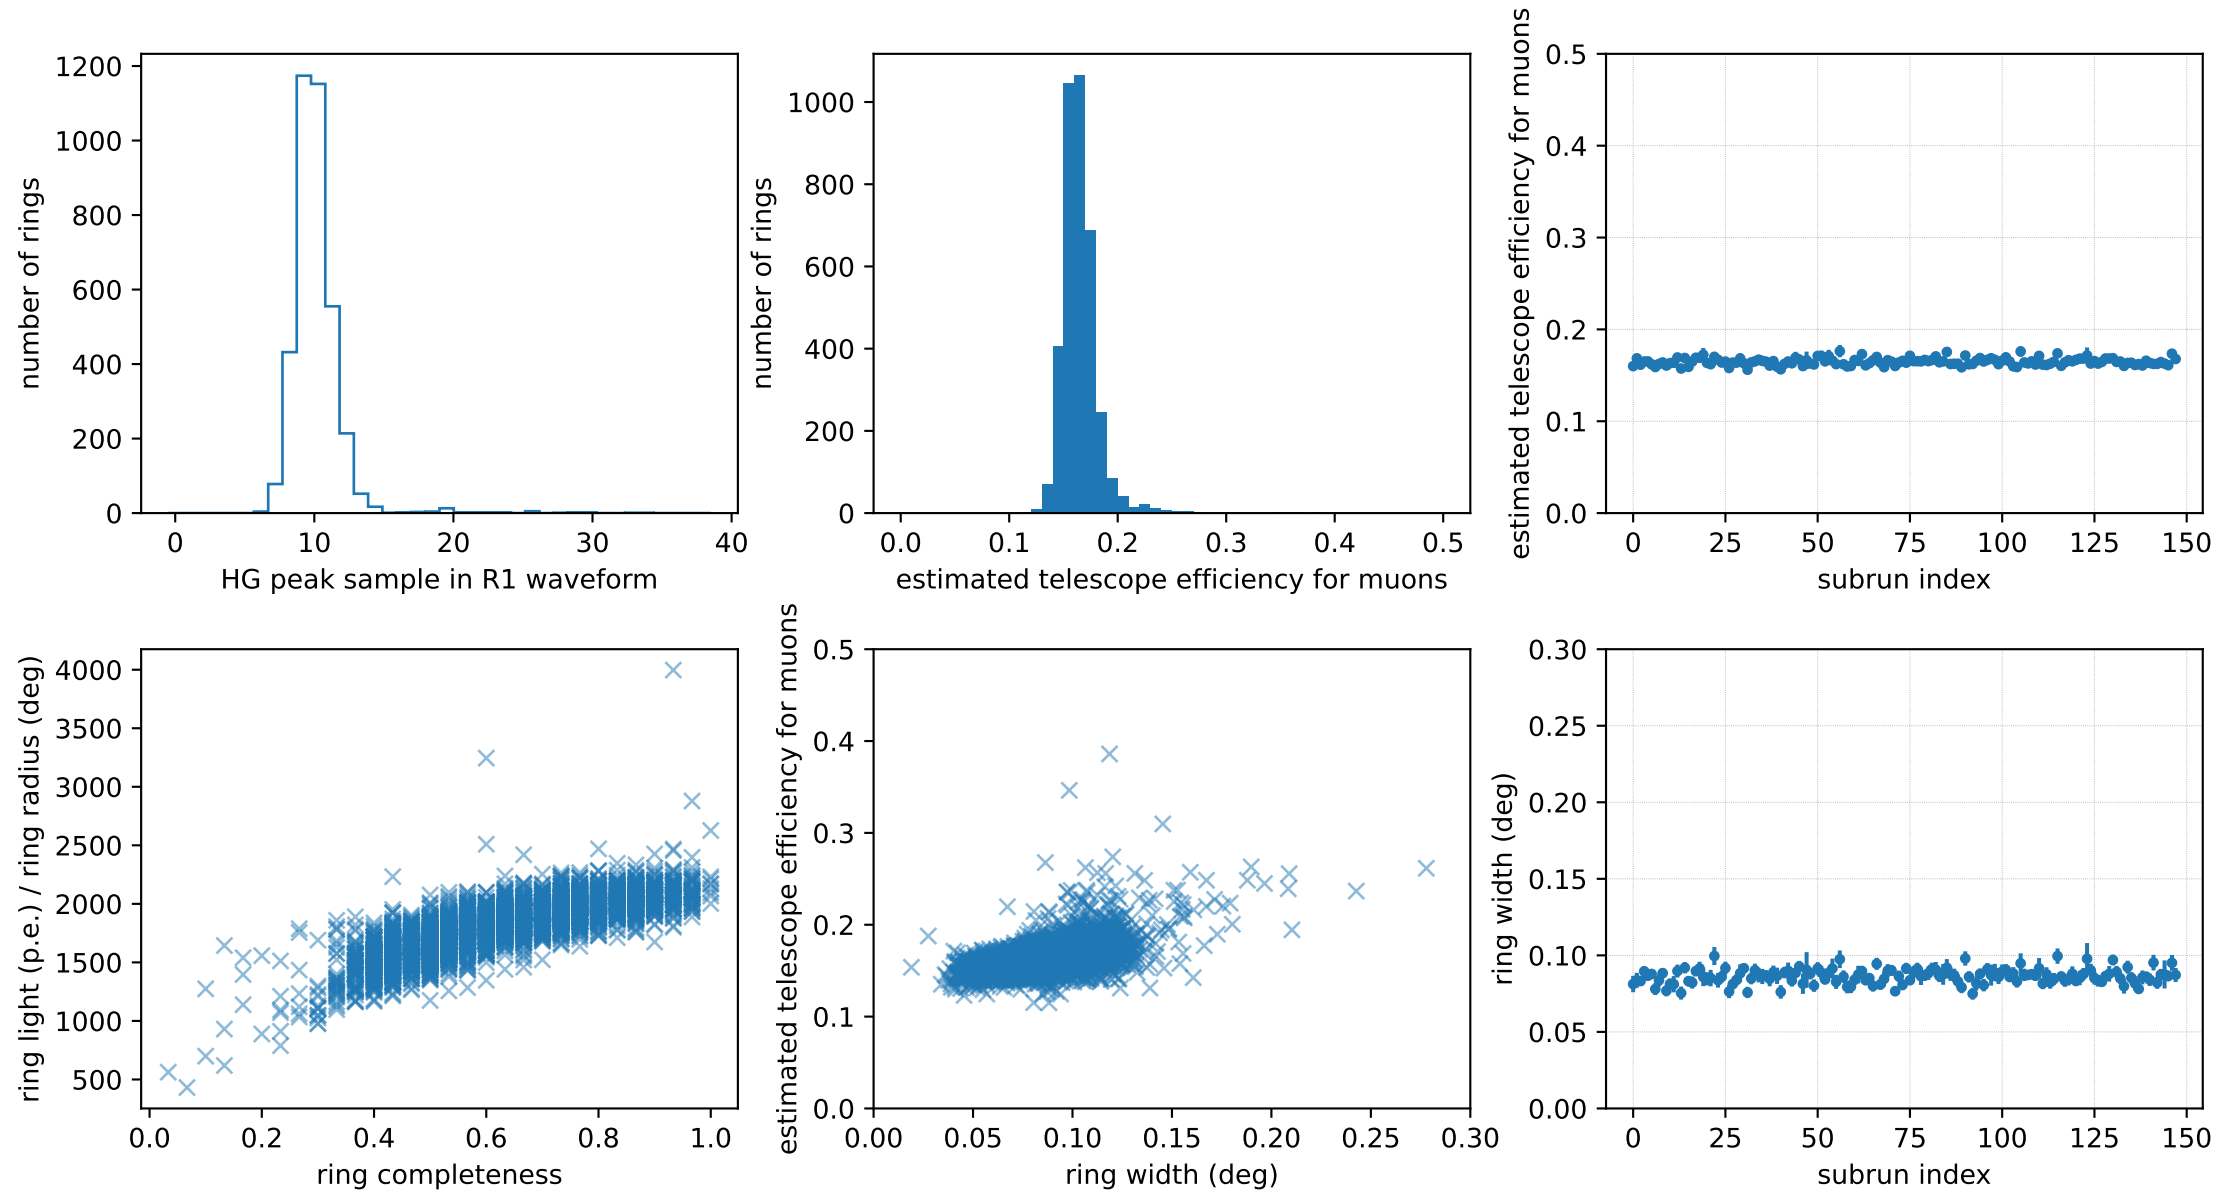 number of rings
1200
1000
800
600
400
200
0
0 10 20 30 40
HG peak sample in R1 waveform
number of rings
1000
800
600
400
200
0
0.0 0.1 0.2 0.3 0.4 0.5
estimated telescope efficiency for muons
estimated telescope efficiency for muons
0.5
0.4
0.3
0.2
0.1
0.0
0 25 50 75 100 125 150
subrun index
ring light (p.e.) / ring radius (deg)
4000
3500
3000
2500
2000
1500
1000
500
0.0 0.2 0.4 0.6 0.8 1.0
ring completeness
estimated telescope efficiency for muons
0.5
0.4
0.3
0.2
0.1
0.0
0.00 0.05 0.10 0.15 0.20 0.25 0.30
ring width (deg)
ring width (deg)
0.30
0.25
0.20
0.15
0.10
0.05
0.00
0 25 50 75 100 125 150
subrun index